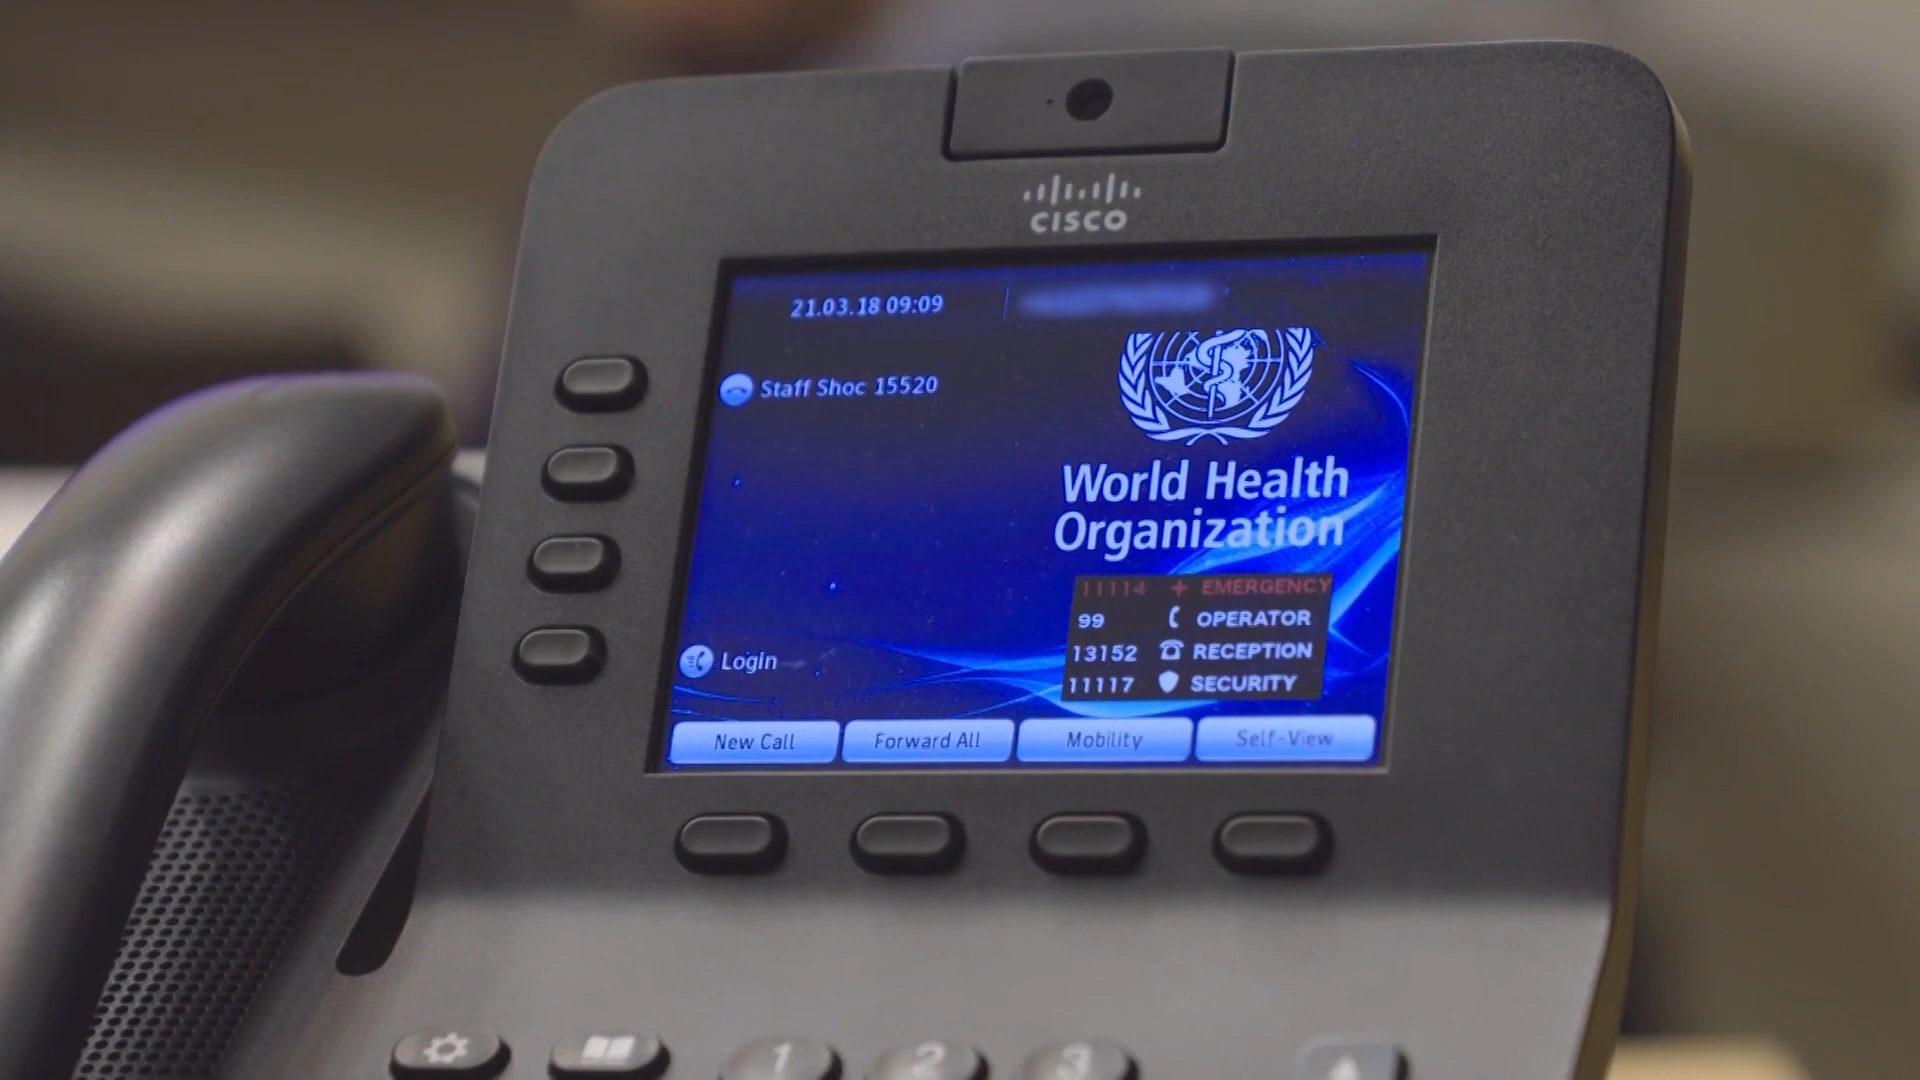 CISCO
21.03.18 09:09
Staff Shoc 15520
World Health
Organization
11114 + EMERGENCY
99 OPERATOR
13152 RECEPTION
11117 SECURITY
Login
New Call Forward All Mobility Self-View
1 2 3